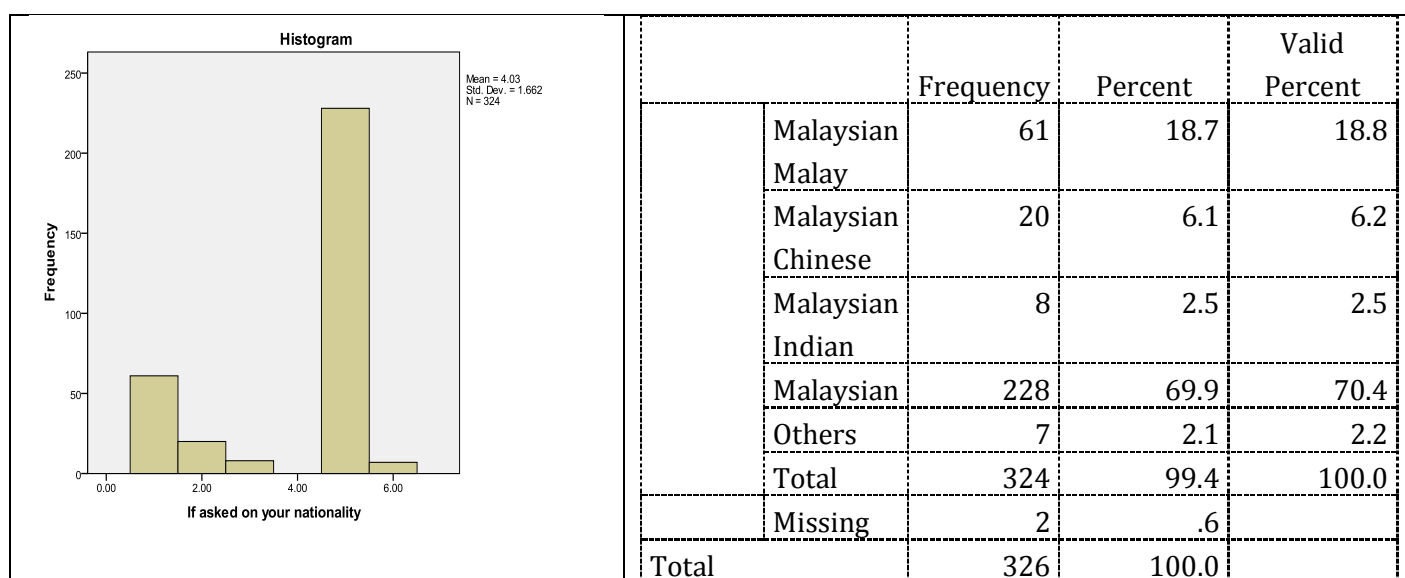 Histogram
250
200
150
100
50
0
Frequency
0.00 2.00 4.00 6.00
If asked on your nationality
Mean = 4.03
Std. Dev. = 1.662
N = 324
Valid
Frequency Percent Percent
Malaysian 61 18.7 18.8
Malay
Malaysian 20 6.1 6.2
Chinese
Malaysian 8 2.5 2.5
Indian
Malaysian 228 69.9 70.4
Others 7 2.1 2.2
Total 324 99.4 100.0
Missing 2 .6
Total 326 100.0